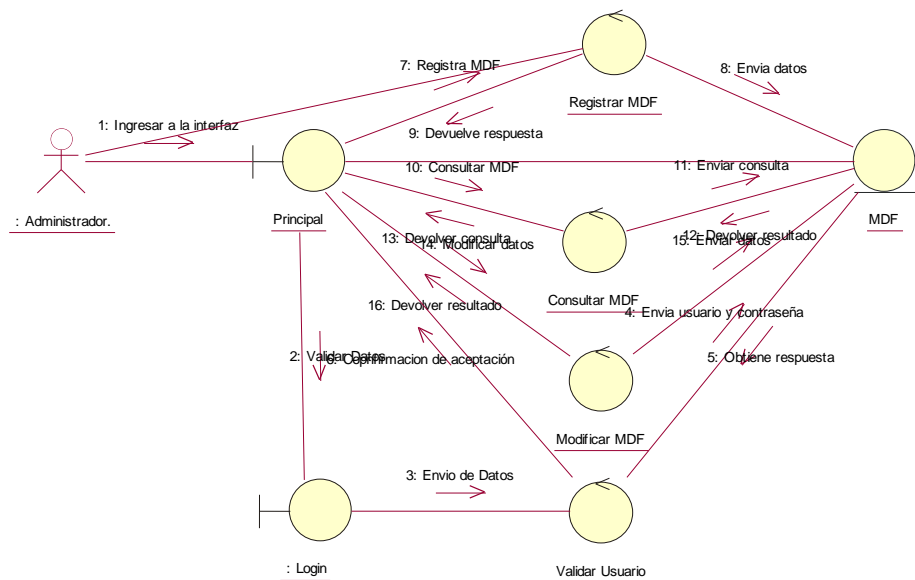 7: Registra MDF
8: Envia datos
Registrar MDF
1: Ingresar a la interfaz
9: Devuelve respuesta
10: Consultar MDF
11: Enviar consulta
: Administrador.
Principal
MDF
13: Devolver consulta
14: Modificar datos
12: Devolver resultado
15: Enviar datos
Consultar MDF
16: Devolver resultado
4: Envia usuario y contraseña
2: Validar Datos
aceptación
5: Obtiene respuesta
Modificar MDF
3: Envio de Datos
: Login
Validar Usuario